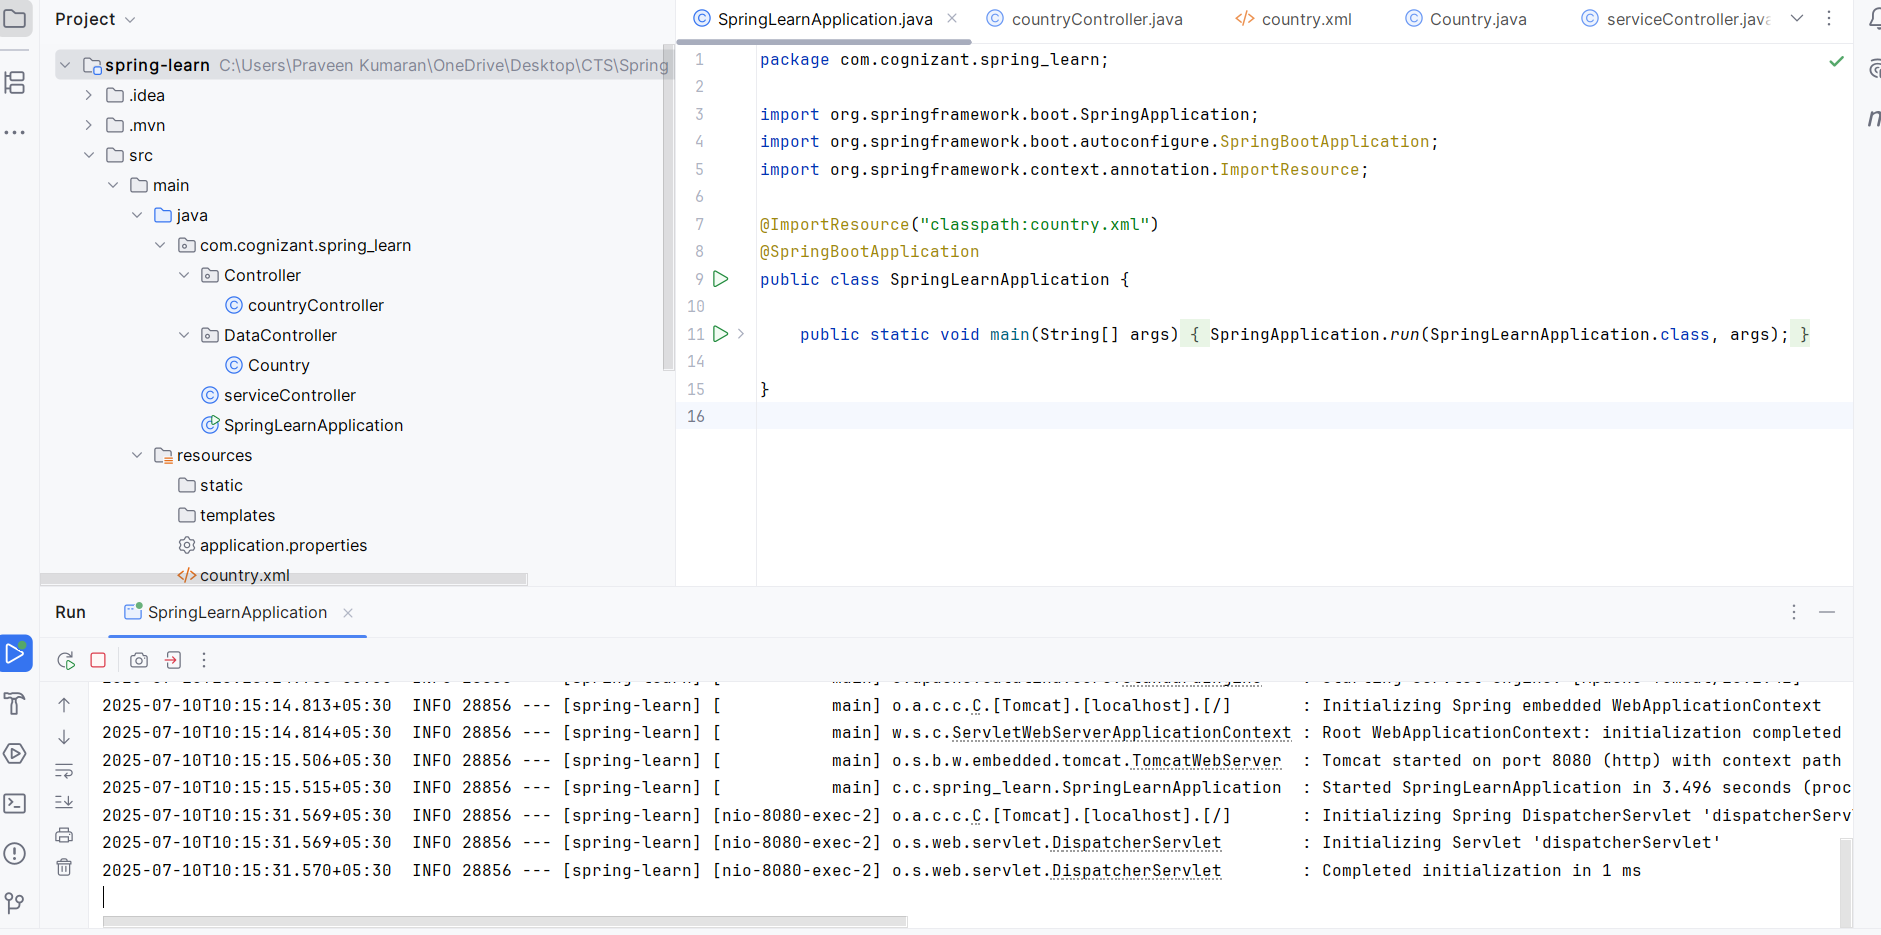 Project
spring-learn C:\Users\Praveen Kumaran\OneDrive\Desktop\CTS\Spring
.idea
.mvn
src
main
java
com.cognizant.spring_learn
Controller
countryController
DataController
Country
serviceController
SpringLearnApplication
resources
static
templates
application.properties
country.xml
SpringLearnApplication.java countryController.java country.xml Country.java serviceController.java
1 package com.cognizant.spring_learn;
2
3 import org.springframework.boot.SpringApplication;
4 import org.springframework.boot.autoconfigure.SpringBootApplication;
5 import org.springframework.context.annotation.ImportResource;
6
7 @ImportResource("classpath:country.xml")
8 @SpringBootApplication
9 public class SpringLearnApplication {
10
11 public static void main(String[] args) { SpringApplication.run(SpringLearnApplication.class, args); }
14
15 }
16
Run SpringLearnApplication
2025-07-10T10:15:14.813+05:30 INFO 28856 --- [spring-learn] [ main] o.a.c.c.C.[Tomcat].[localhost].[/] : Initializing Spring embedded WebApplicationContext
2025-07-10T10:15:14.814+05:30 INFO 28856 --- [spring-learn] [ main] w.s.c.ServletWebServerApplicationContext : Root WebApplicationContext: initialization completed
2025-07-10T10:15:15.506+05:30 INFO 28856 --- [spring-learn] [ main] o.s.b.w.embedded.tomcat.TomcatWebServer : Tomcat started on port 8080 (http) with context path
2025-07-10T10:15:15.515+05:30 INFO 28856 --- [spring-learn] [ main] c.c.spring_learn.SpringLearnApplication : Started SpringLearnApplication in 3.496 seconds (proc
2025-07-10T10:15:31.569+05:30 INFO 28856 --- [spring-learn] [nio-8080-exec-2] o.a.c.c.C.[Tomcat].[localhost].[/] : Initializing Spring DispatcherServlet 'dispatcherServ
2025-07-10T10:15:31.569+05:30 INFO 28856 --- [spring-learn] [nio-8080-exec-2] o.s.web.servlet.DispatcherServlet : Initializing Servlet 'dispatcherServlet'
2025-07-10T10:15:31.570+05:30 INFO 28856 --- [spring-learn] [nio-8080-exec-2] o.s.web.servlet.DispatcherServlet : Completed initialization in 1 ms